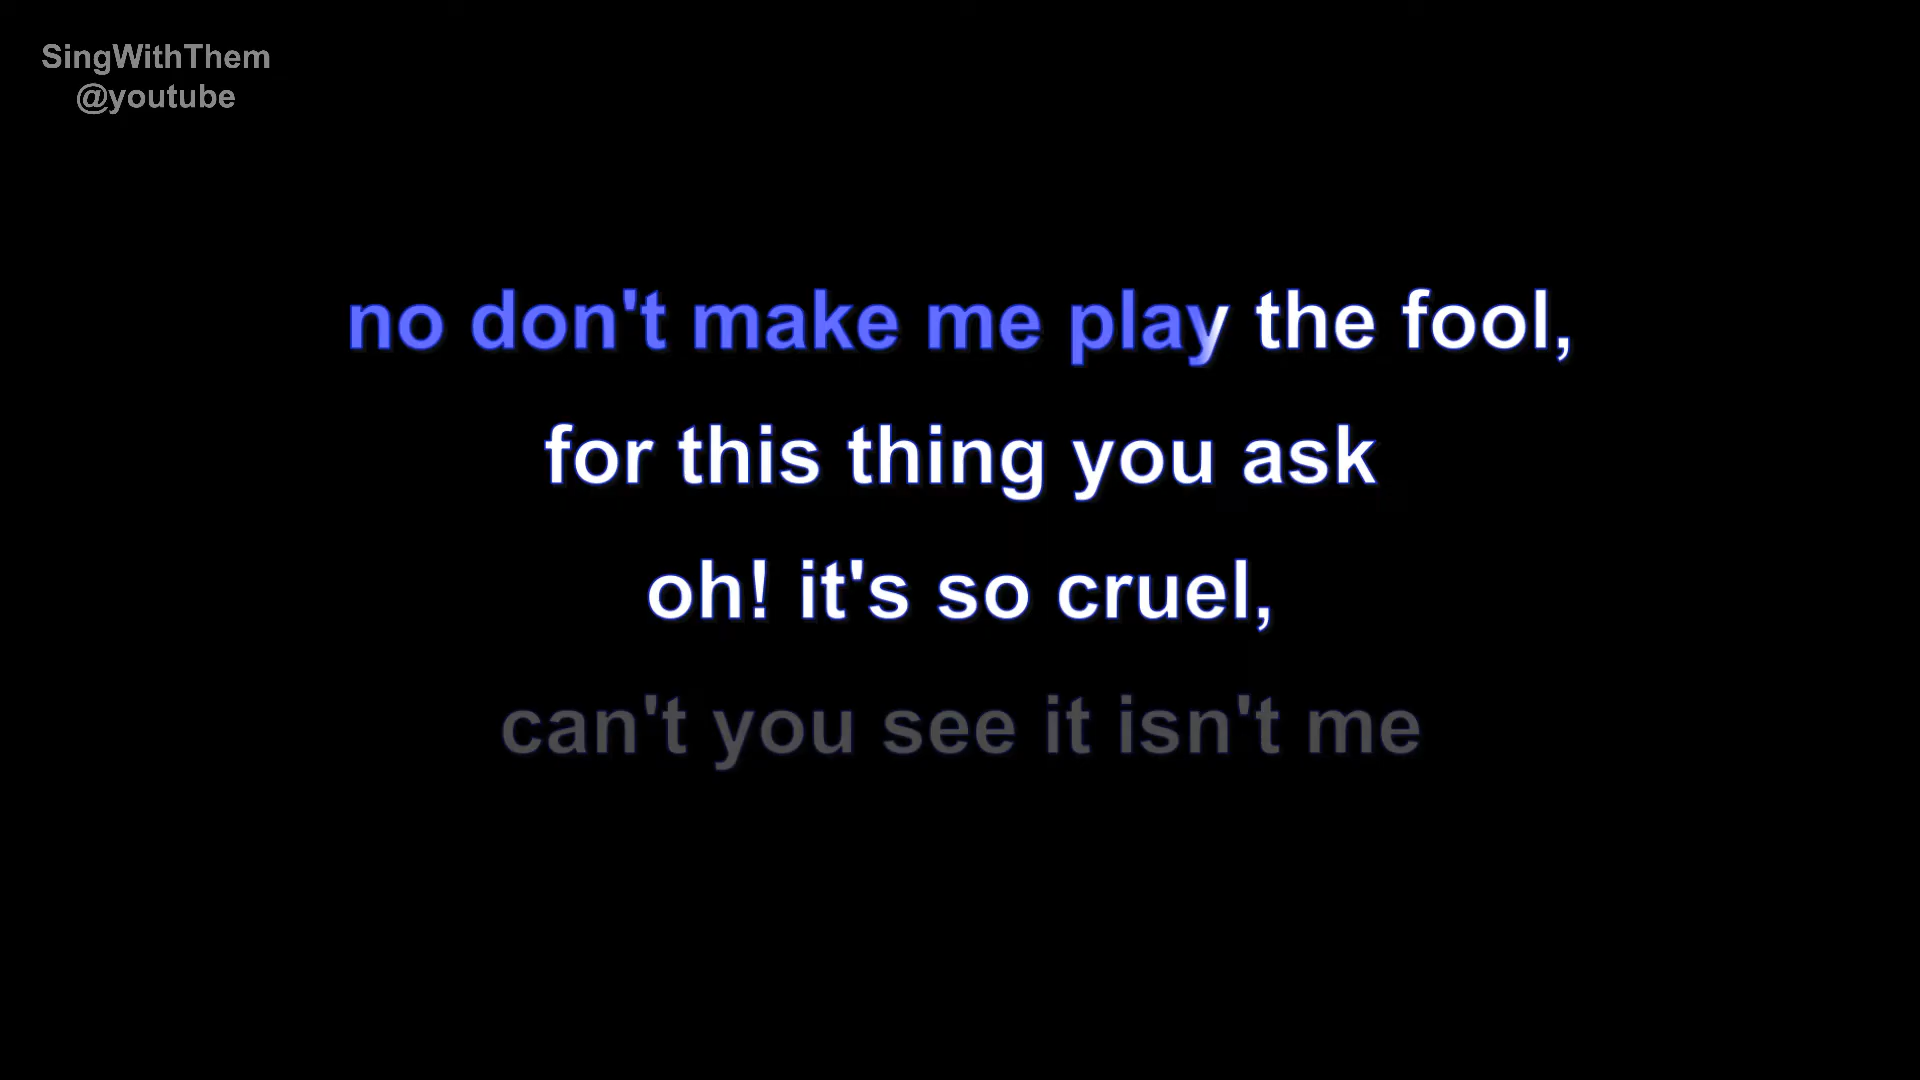 SingWithThem
@youtube
no don't make me play the fool,
for this thing you ask
oh! it's so cruel,
can't you see it isn't me